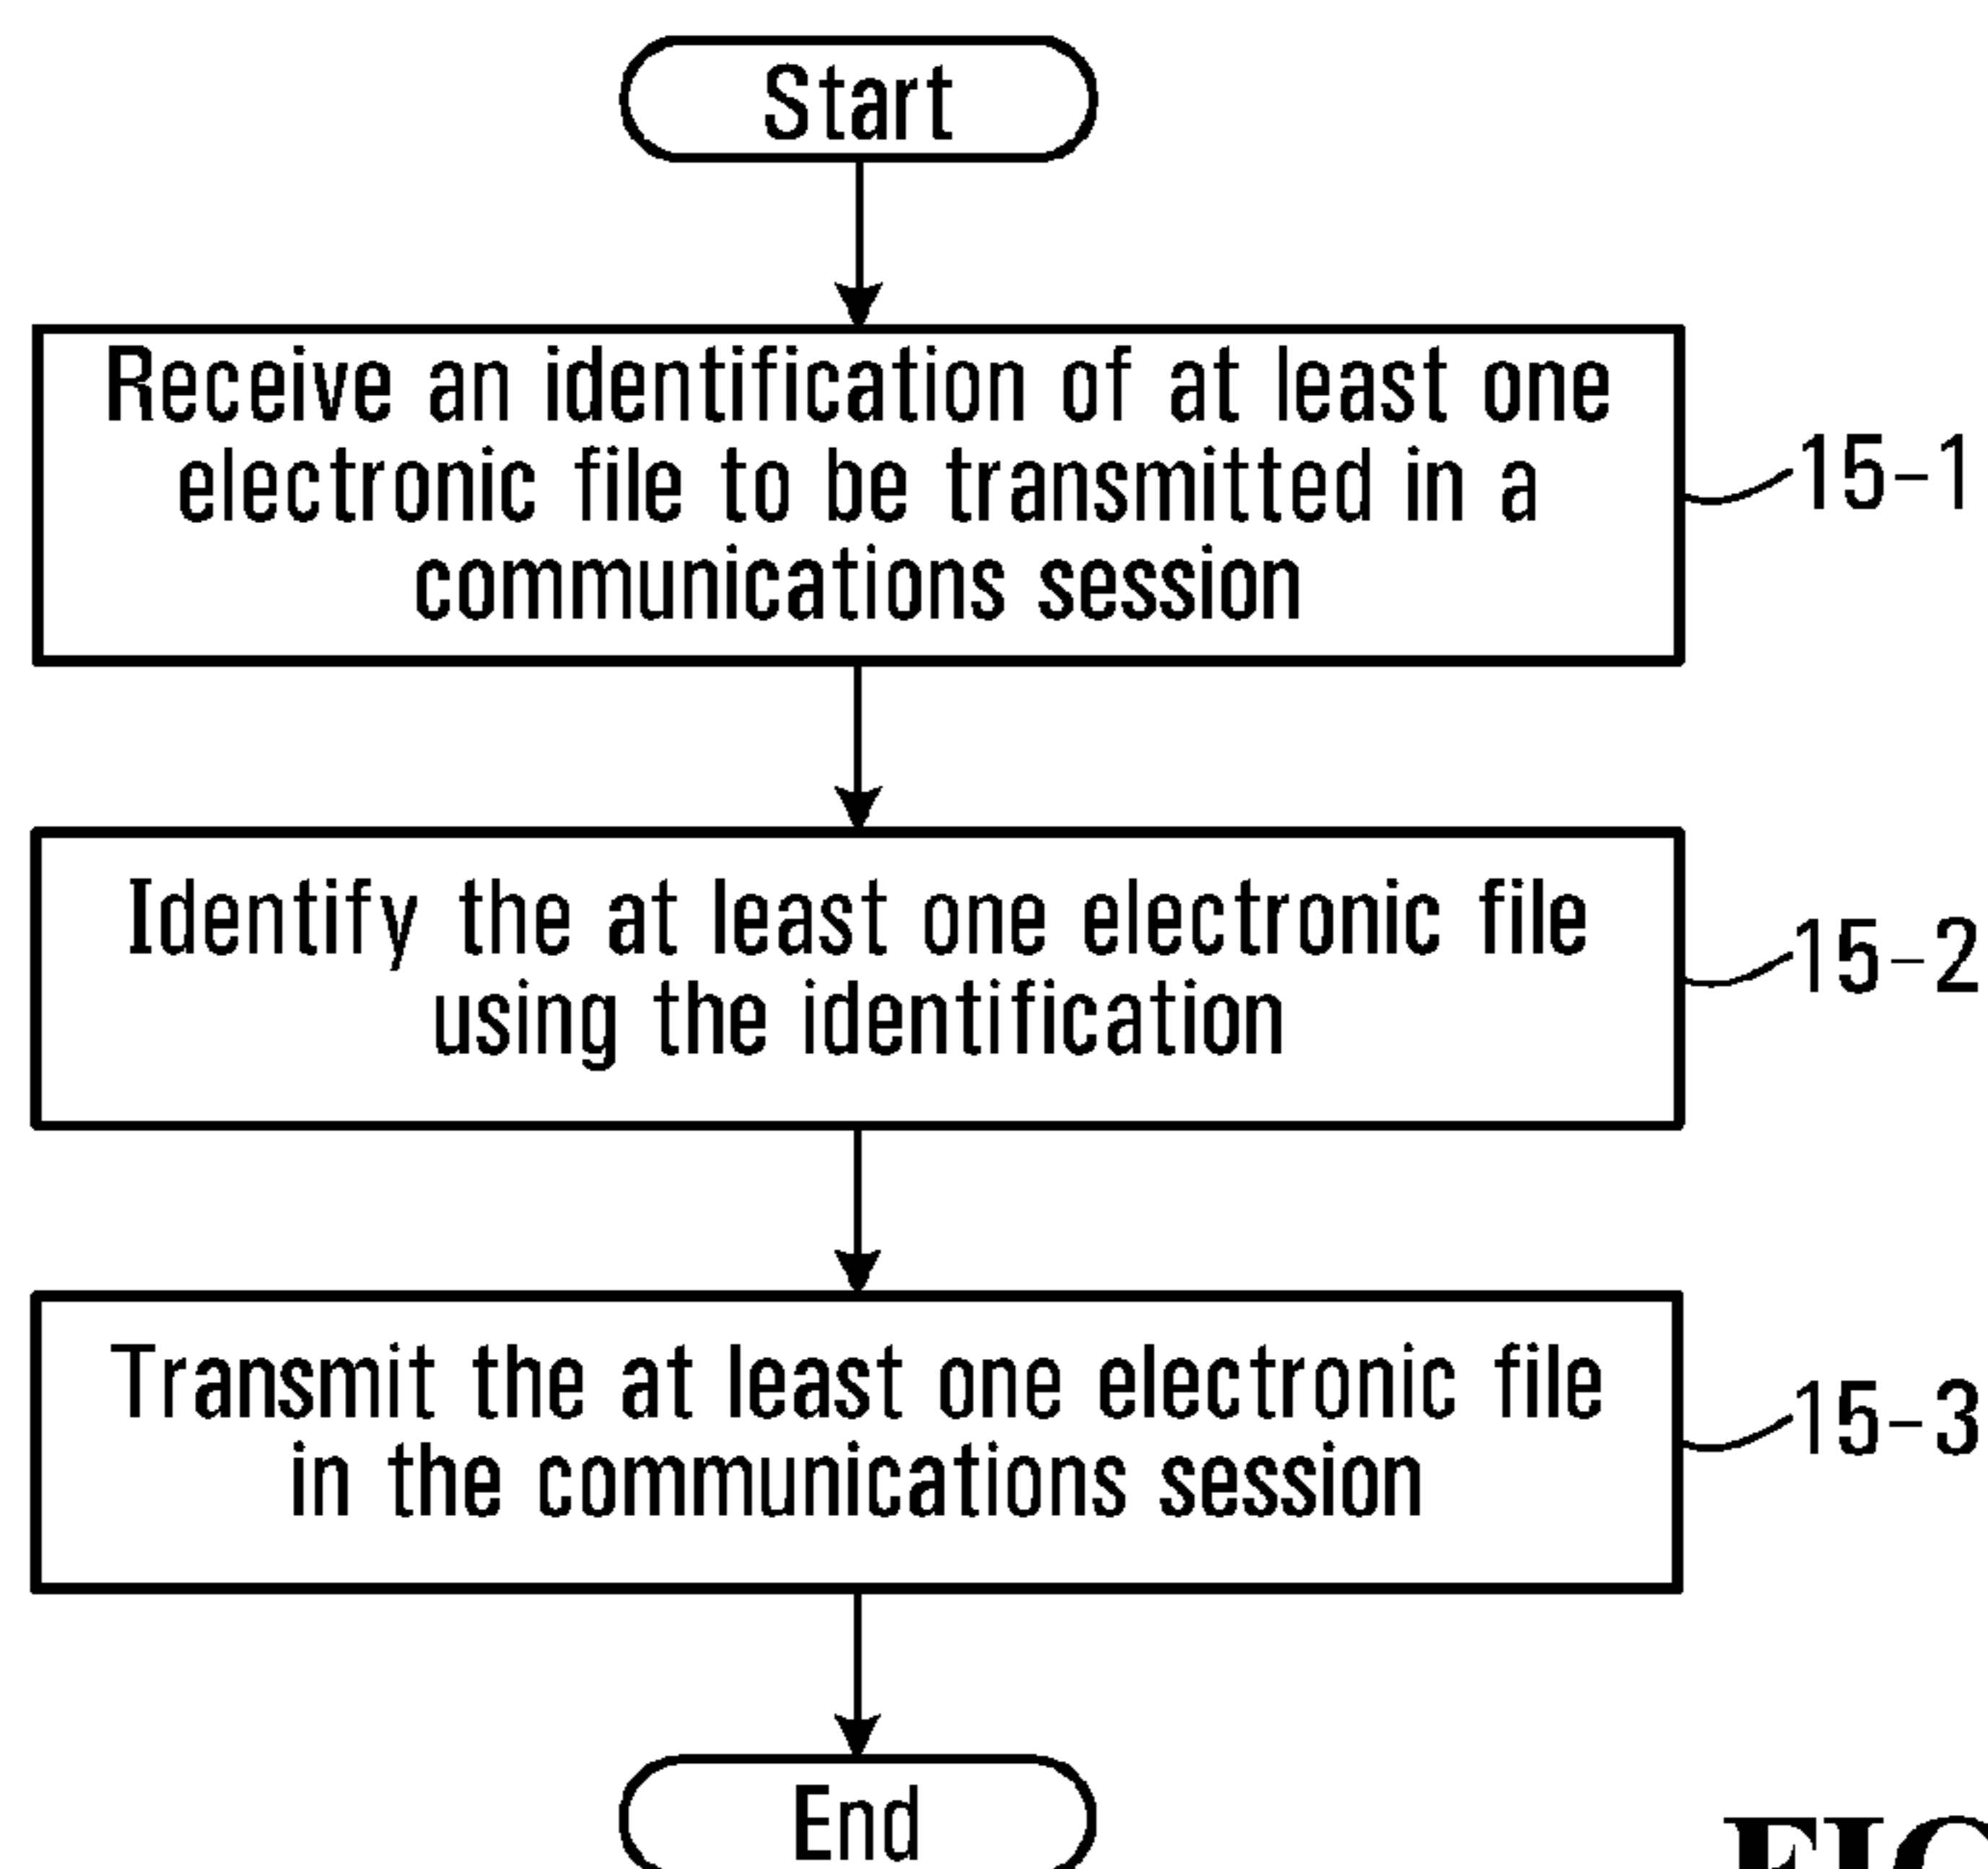 Start
Receive an identification of at least one
electronic file to be transmitted in a
communications session
15-1
Identify the at least one electronic file
using the identification
15-2
Transmit the at least one electronic file
in the communications session
15-3
End